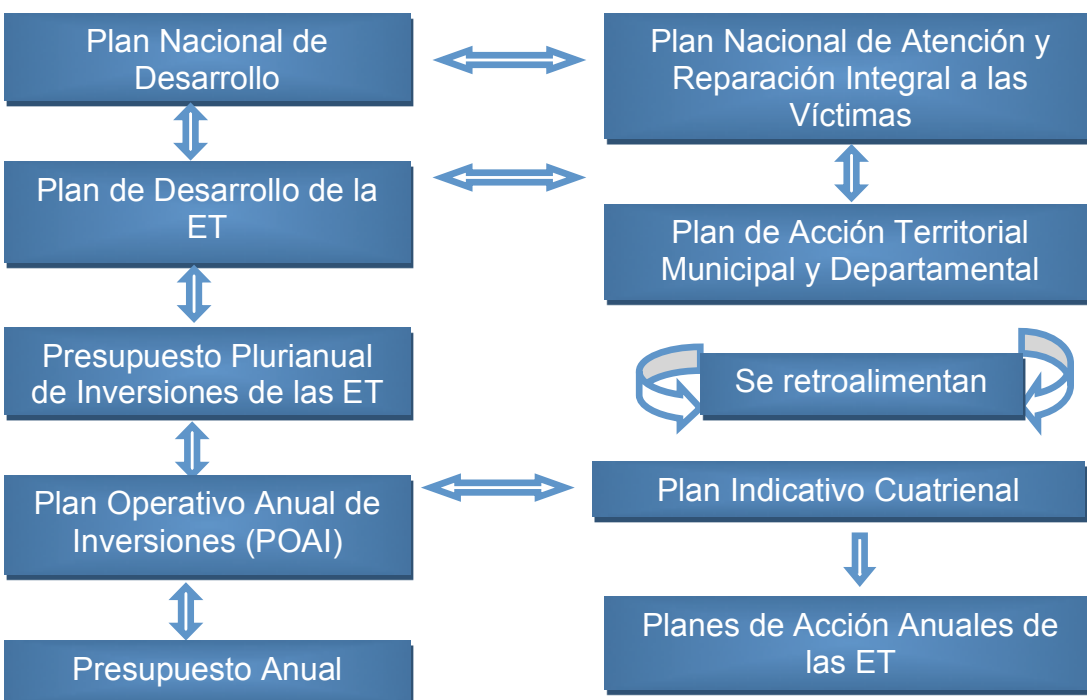 Plan Nacional de
Desarrollo
Plan Nacional de Atención y
Reparación Integral a las
Víctimas
Plan de Desarrollo de la
ET
Plan de Acción Territorial
Municipal y Departamental
Presupuesto Plurianual
de Inversiones de las ET
Se retroalimentan
Plan Operativo Anual de
Inversiones (POAI)
Plan Indicativo Cuatrienal
Presupuesto Anual
Planes de Acción Anuales de
las ET